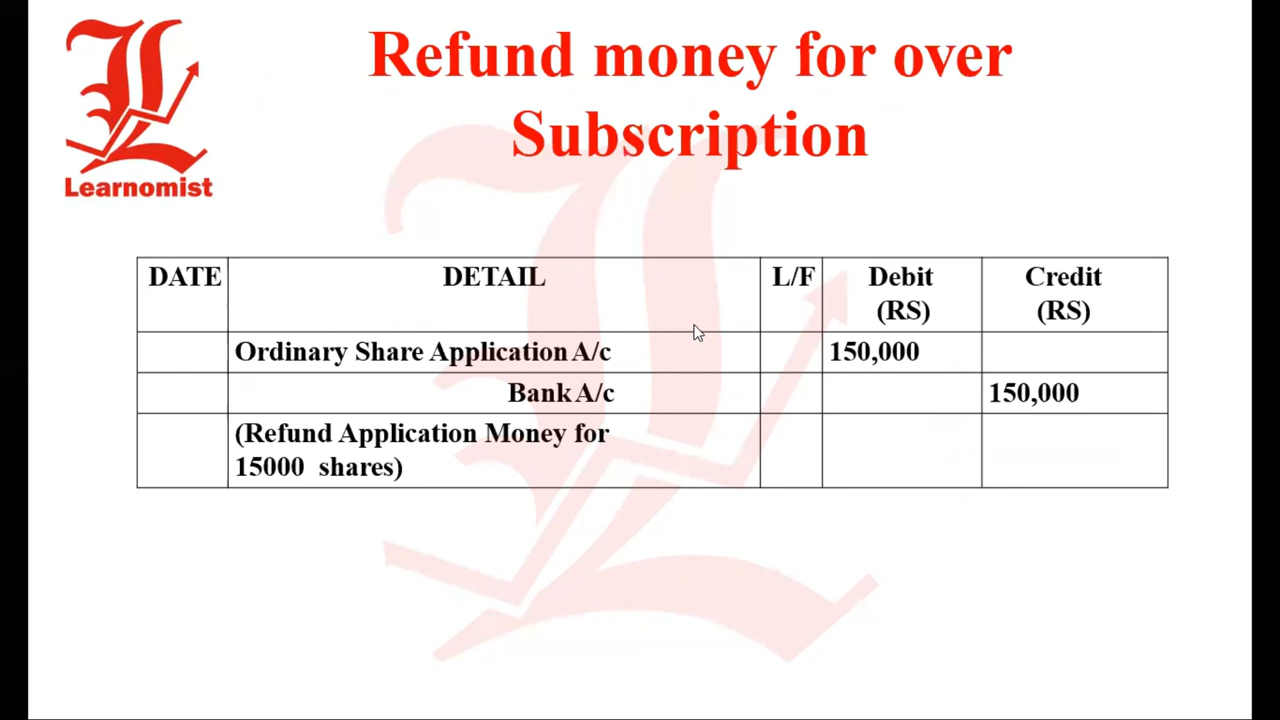 Refund money for over
Subscription
Learnomist
DATE DETAIL L/F Debit (RS) Credit (RS)
Ordinary Share Application A/c 150,000
Bank A/c 150,000
(Refund Application Money for
15000 shares)